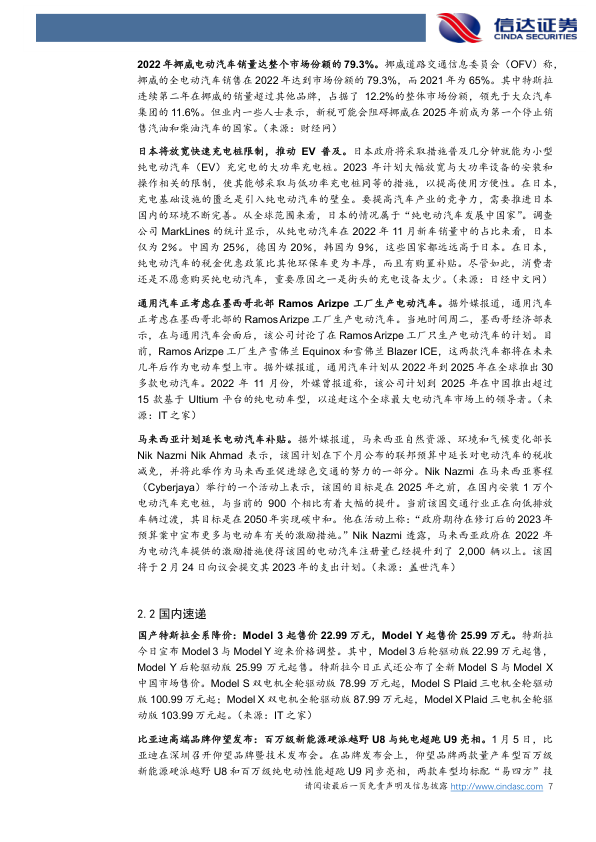 信达证券
CINDA SECURITIES
2022 年挪威电动汽车销量达整个市场份额的 79.3%。挪威道路交通信息委员会（OFV）称，
挪威的全电动汽车销售在 2022 年达到市场份额的 79.3%，而 2021 年为 65%。其中特斯拉
连续第二年在挪威的销量超过其他品牌，占据了 12.2%的整体市场份额，领先于大众汽车
集团的 11.6%。但业内一些人士表示，新税可能会阻碍挪威在 2025 年前成为第一个停止销
售汽油和柴油汽车的国家。（来源：财经网）
日本将放宽快速充电桩限制，推动 EV 普及。日本政府将采取措施普及几分钟就能为小型
纯电动汽车（EV）充完电的大功率充电桩。2023 年计划大幅放宽与大功率设备的安装和
操作相关的限制，使其能够采取与低功率充电桩同等的措施，以提高使用方便性。在日本，
充电基础设施的匮乏是引入纯电动汽车的壁垒。要提高汽车产业的竞争力，需要推进日本
国内的环境不断完善。从全球范围来看，日本的情况属于“纯电动汽车发展中国家”。调查
公司 MarkLines 的统计显示，从纯电动汽车在 2022 年 11 月新车销量中的占比来看，日本
仅为 2%。中国为 25%，德国为 20%，韩国为 9%，这些国家都远远高于日本。在日本，
纯电动汽车的税金优惠政策比其他环保车更为丰厚，而且有购置补贴。尽管如此，消费者
还是不愿意购买纯电动汽车，重要原因之一是街头的充电设备太少。（来源：日经中文网）
通用汽车正考虑在墨西哥北部 Ramos Arizpe 工厂生产电动汽车。据外媒报道，通用汽车
正考虑在墨西哥北部的 Ramos Arizpe 工厂生产电动汽车。当地时间周二，墨西哥经济部表
示，在与通用汽车会面后，该公司讨论了在 Ramos Arizpe 工厂只生产电动汽车的计划。目
前，Ramos Arizpe 工厂生产雪佛兰 Equinox 和雪佛兰 Blazer ICE，这两款汽车都将在未来
几年后作为电动车型上市。据外媒报道，通用汽车计划从 2022 年到 2025 年在全球推出 30
多款电动汽车。2022 年 11 月份，外媒曾报道称，该公司计划到 2025 年在中国推出超过
15 款基于 Ultium 平台的纯电动车型，以追赶这个全球最大电动汽车市场上的领导者。（来
源：IT 之家）
马来西亚计划延长电动汽车补贴。据外媒报道，马来西亚自然资源、环境和气候变化部长
Nik Nazmi Nik Ahmad 表示，该国计划在下个月公布的联邦预算中延长对电动汽车的税收
减免，并将此举作为马来西亚促进绿色交通的努力的一部分。Nik Nazmi 在马来西亚赛程
（Cyberjaya）举行的一个活动上表示，该国的目标是在 2025 年之前，在国内安装 1 万个
电动汽车充电桩，与当前的 900 个相比有着大幅的提升。当前该国交通行业正在向低排放
车辆过渡，其目标是在 2050 年实现碳中和。他在活动上称：“政府期待在修订后的 2023 年
预算案中宣布更多与电动车有关的激励措施。”Nik Nazmi 透露，马来西亚政府在 2022 年
为电动汽车提供的激励措施使得该国的电动汽车注册量已经提升到了 2,000 辆以上。该国
将于 2 月 24 日向议会提交其 2023 年的支出计划。（来源：盖世汽车）
2.2 国内速递
国产特斯拉全系降价：Model 3 起售价 22.99 万元，Model Y 起售价 25.99 万元。特斯拉
今日宣布 Model 3 与 Model Y 迎来价格调整。其中，Model 3 后轮驱动版 22.99 万元起售，
Model Y 后轮驱动版 25.99 万元起售。特斯拉今日正式还公布了全新 Model S 与 Model X
中国市场售价。Model S 双电机全轮驱动版 78.99 万元起，Model S Plaid 三电机全轮驱动
版 100.99 万元起；Model X 双电机全轮驱动版 87.99 万元起，Model X Plaid 三电机全轮驱
动版 103.99 万元起。（来源：IT 之家）
比亚迪高端品牌仰望发布：百万级新能源硬派越野 U8 与纯电超跑 U9 亮相。1 月 5 日，比
亚迪在深圳召开仰望品牌暨技术发布会。在品牌发布会上，仰望品牌两款量产车型百万级
新能源硬派越野 U8 和百万级纯电动性能超跑 U9 同步亮相，两款车型均标配“易四方”技
请阅读最后一页免责声明及信息披露 http://www.cindasc.com 7